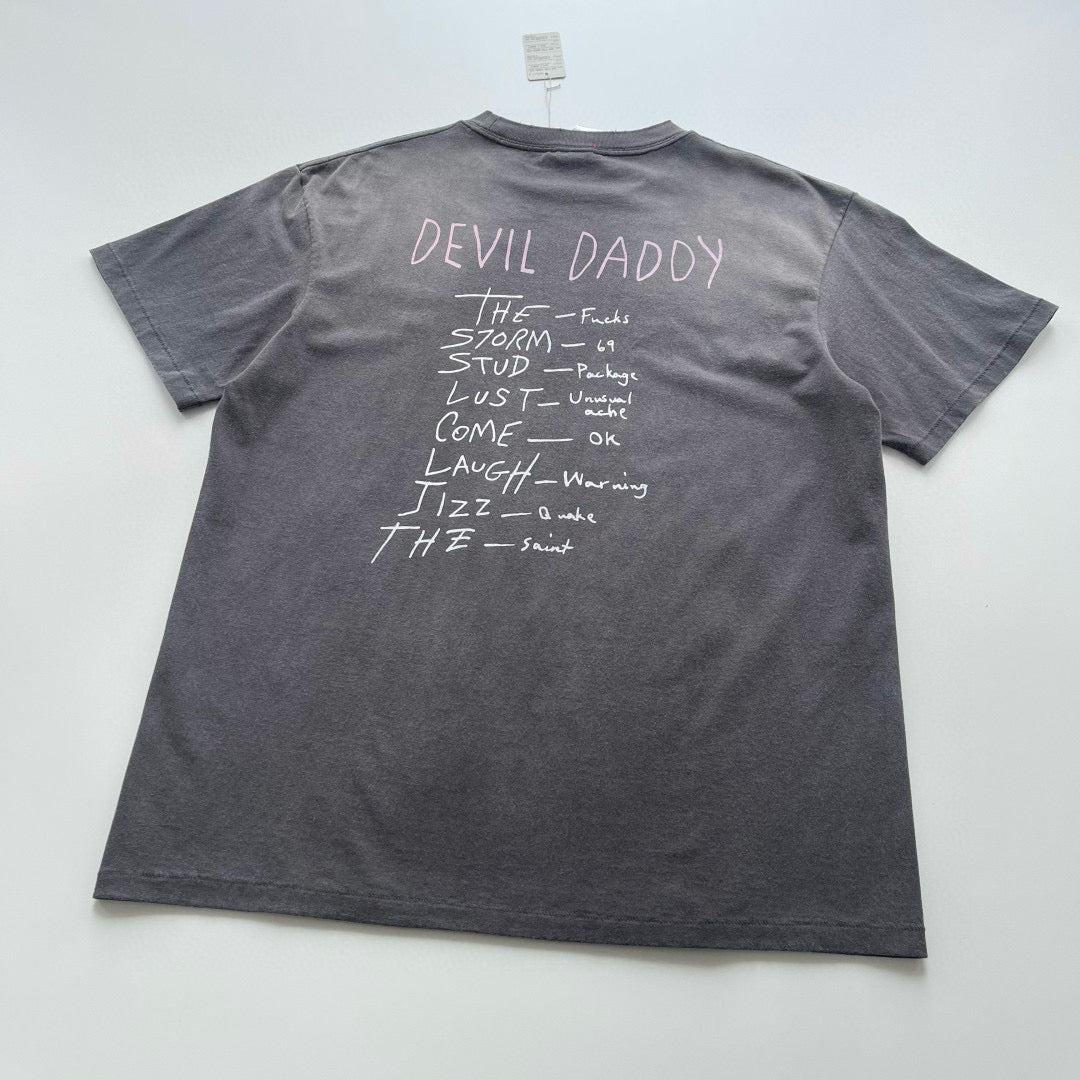 DEVIL DADDY
THE — Fucks
STORM — 69
STUD — Package
LUST — Unusual
ache
COME — OK
LAUGH — Warning
JIZZ — Quake
THE — Saint